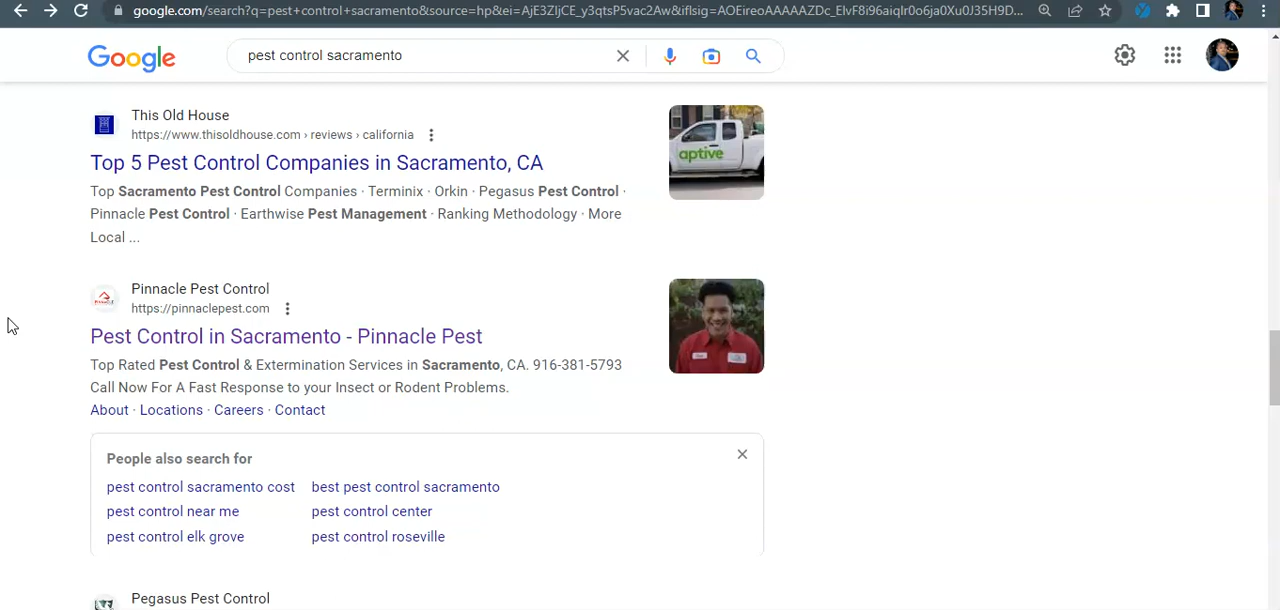 google.com/search?q=pest+control+sacramento&source=hp&ei=AjE3ZIjCE_y3qtsP5vac2Aw&iflsig=AOEireoAAAAAZDc_ElvF8i96aiqlr0o6ja0Xu0J35H9D...
Google
pest control sacramento
This Old House
https://www.thisoldhouse.com › reviews › california
Top 5 Pest Control Companies in Sacramento, CA
Top Sacramento Pest Control Companies · Terminix · Orkin · Pegasus Pest Control ·
Pinnacle Pest Control · Earthwise Pest Management · Ranking Methodology · More
Local ...
aptive
Pinnacle Pest Control
https://pinnaclepest.com
Pest Control in Sacramento - Pinnacle Pest
Top Rated Pest Control & Extermination Services in Sacramento, CA. 916-381-5793
Call Now For A Fast Response to your Insect or Rodent Problems.
About · Locations · Careers · Contact
People also search for
pest control sacramento cost
best pest control sacramento
pest control near me
pest control center
pest control elk grove
pest control roseville
Pegasus Pest Control